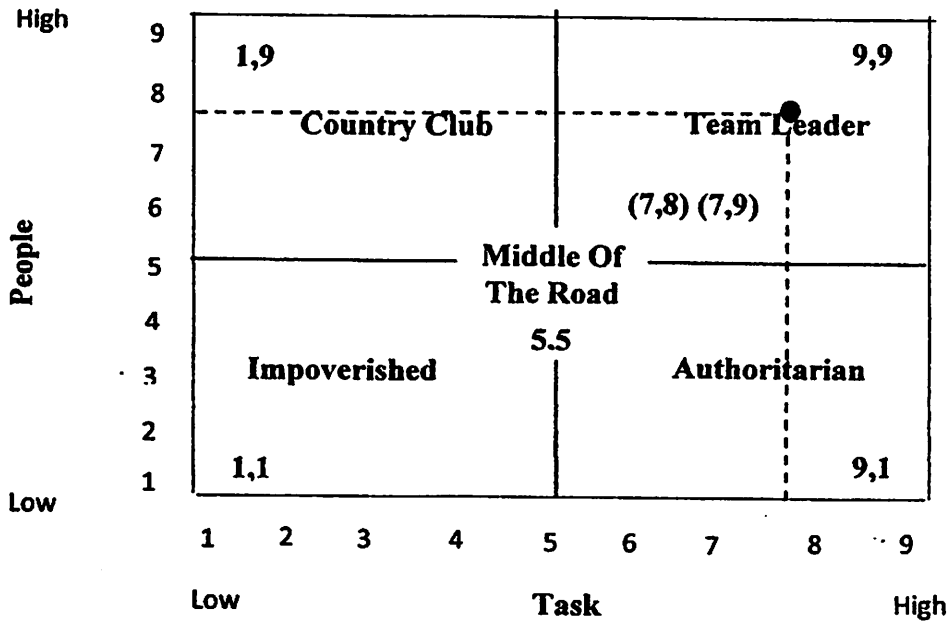 High
9
1,9 9,9
8
Country Club Team Leader
7
6
(7,8) (7,9)
People
5
Middle Of
The Road
4
5.5
3
Impoverished Authoritarian
2
1
1,1 9,1
Low
1 2 3 4 5 6 7 8 9
Low Task High